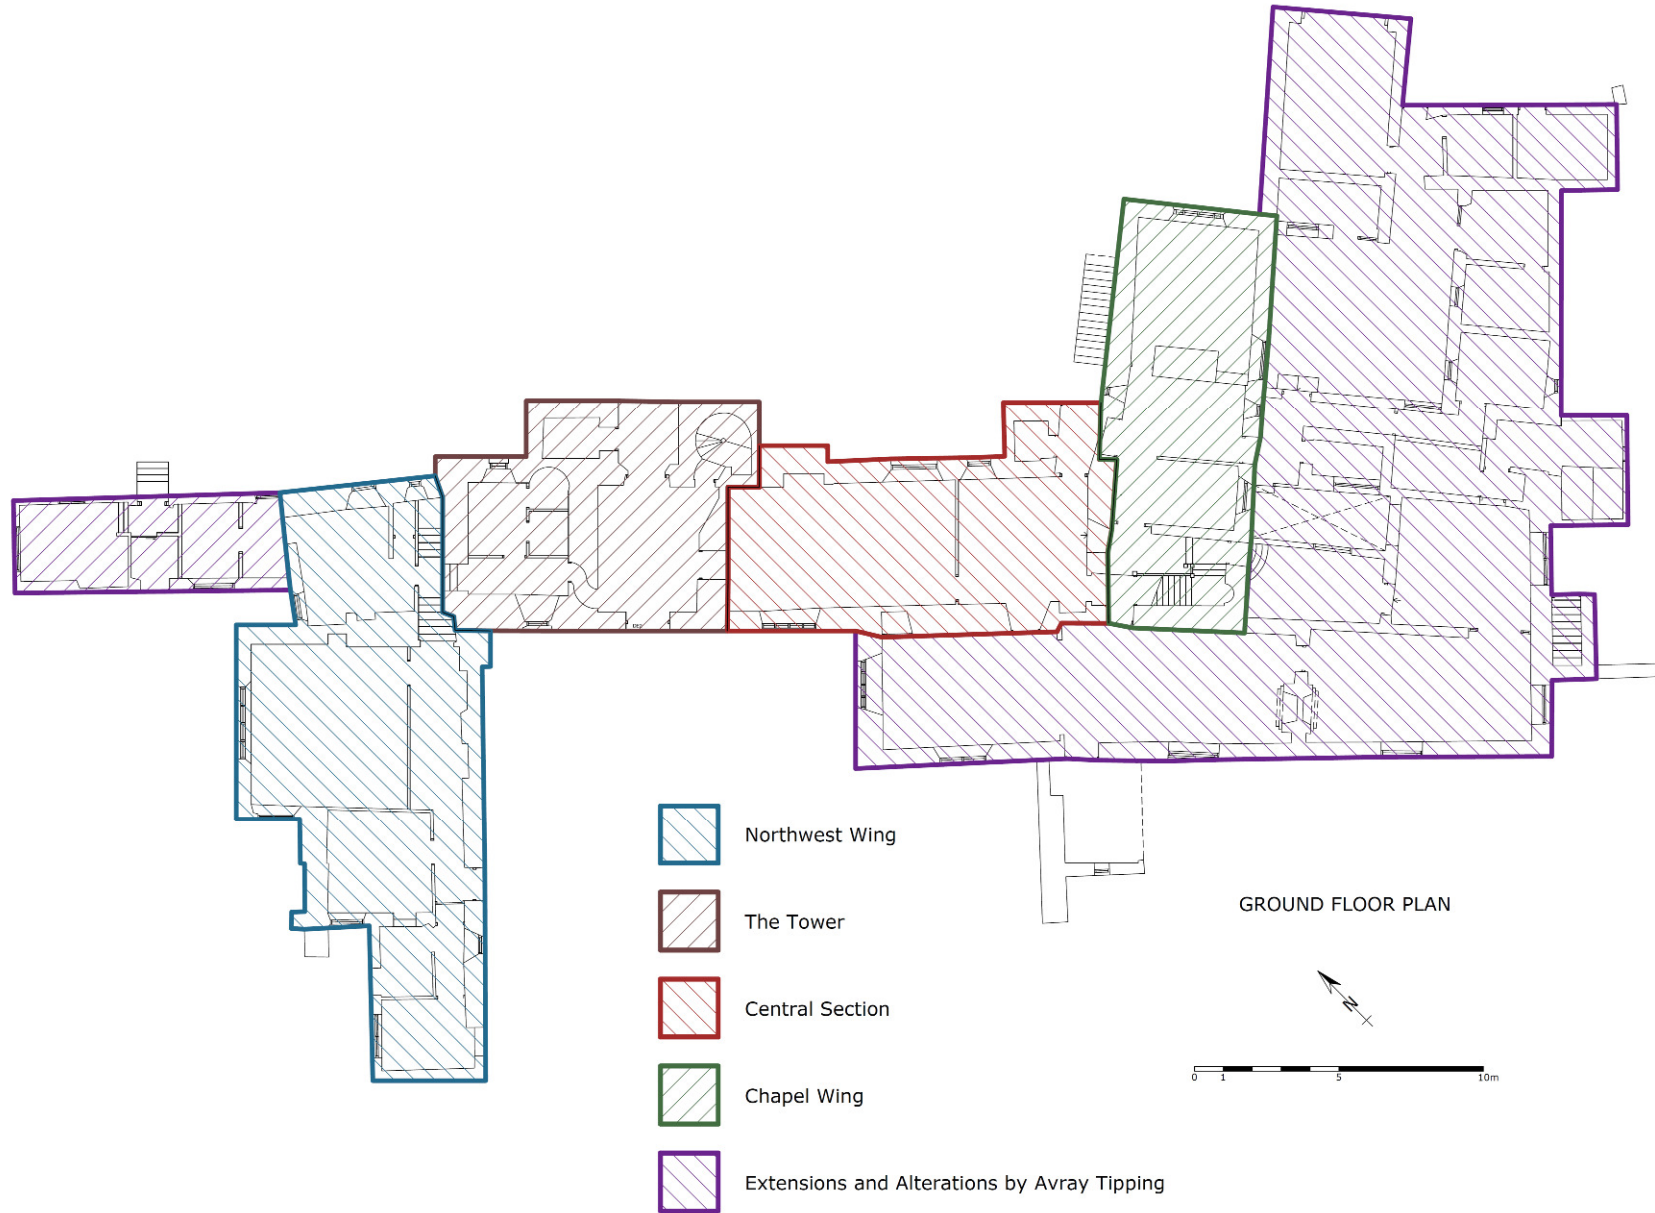 Northwest Wing
The Tower
Central Section
Chapel Wing
Extensions and Alterations by Avray Tipping
GROUND FLOOR PLAN
N
0 1 5 10m